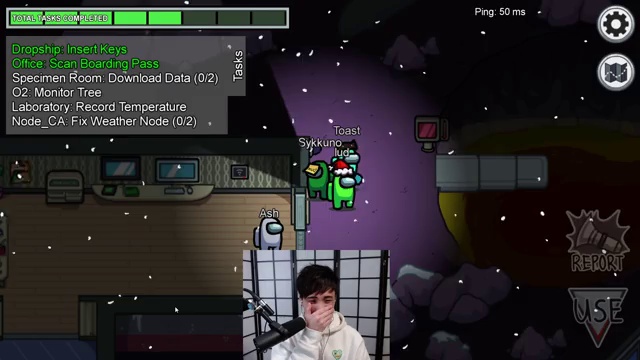 TOTAL TASKS COMPLETED
Ping: 50 ms
Dropship: Insert Keys
Office: Scan Boarding Pass
Specimen Room: Download Data (0/2)
O2: Monitor Tree
Laboratory: Record Temperature
Node_CA: Fix Weather Node (0/2)
Tasks
Toast
Sykkuno
lud
Ash
REPORT
USE